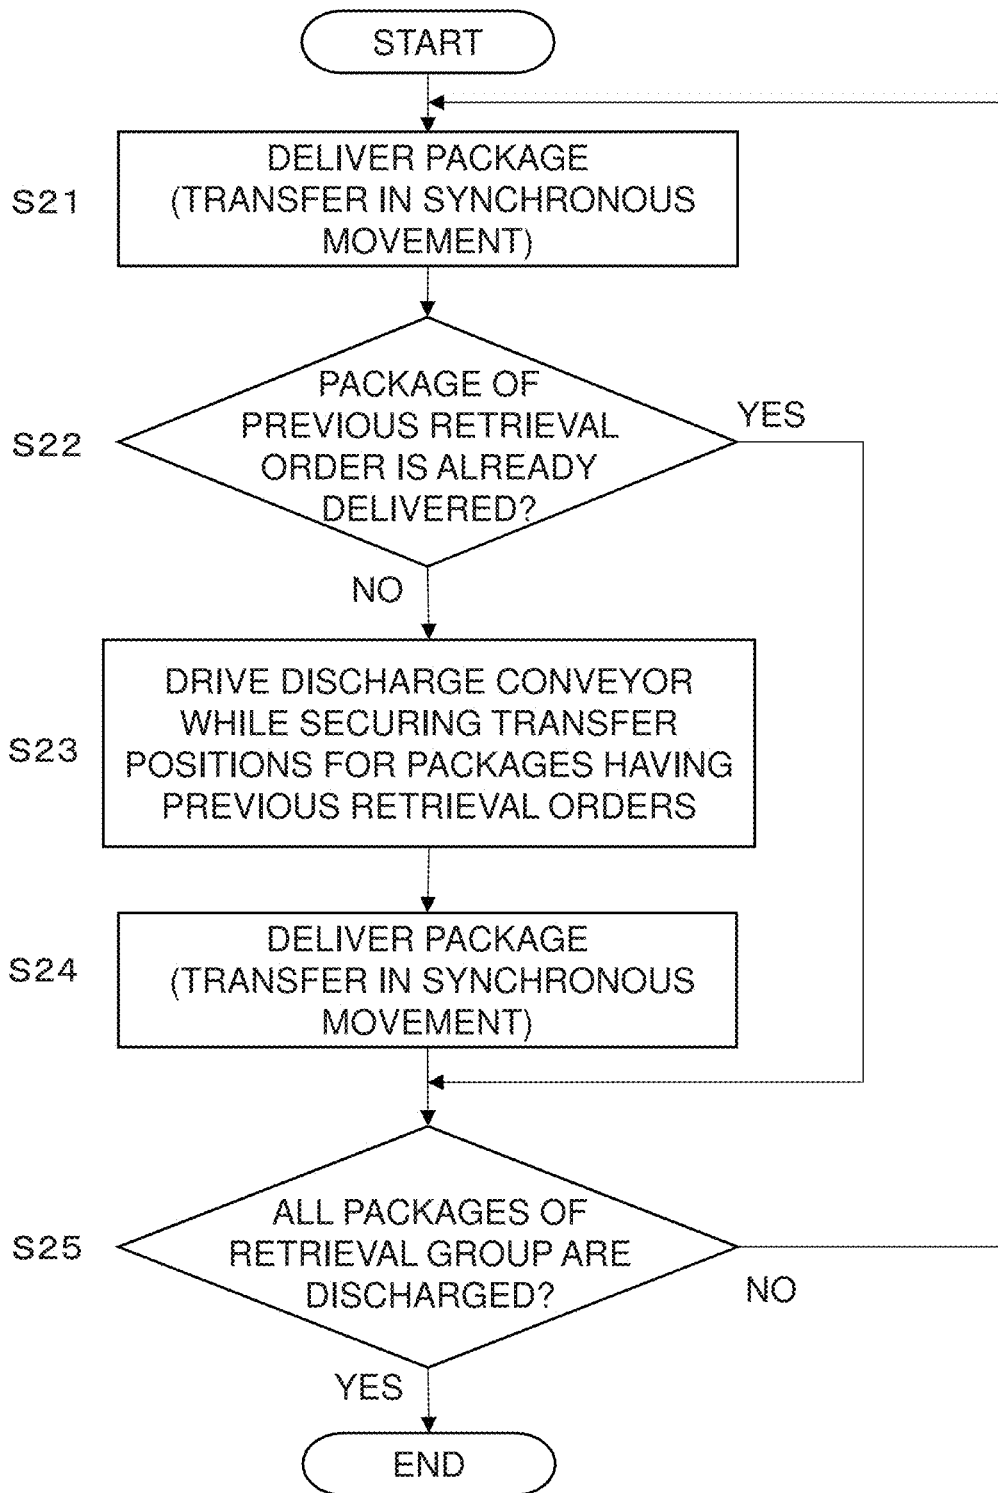 START
S21
DELIVER PACKAGE
(TRANSFER IN SYNCHRONOUS
MOVEMENT)
S22
PACKAGE OF
PREVIOUS RETRIEVAL
ORDER IS ALREADY
DELIVERED?
YES
NO
S23
DRIVE DISCHARGE CONVEYOR
WHILE SECURING TRANSFER
POSITIONS FOR PACKAGES HAVING
PREVIOUS RETRIEVAL ORDERS
S24
DELIVER PACKAGE
(TRANSFER IN SYNCHRONOUS
MOVEMENT)
S25
ALL PACKAGES OF
RETRIEVAL GROUP ARE
DISCHARGED?
NO
YES
END